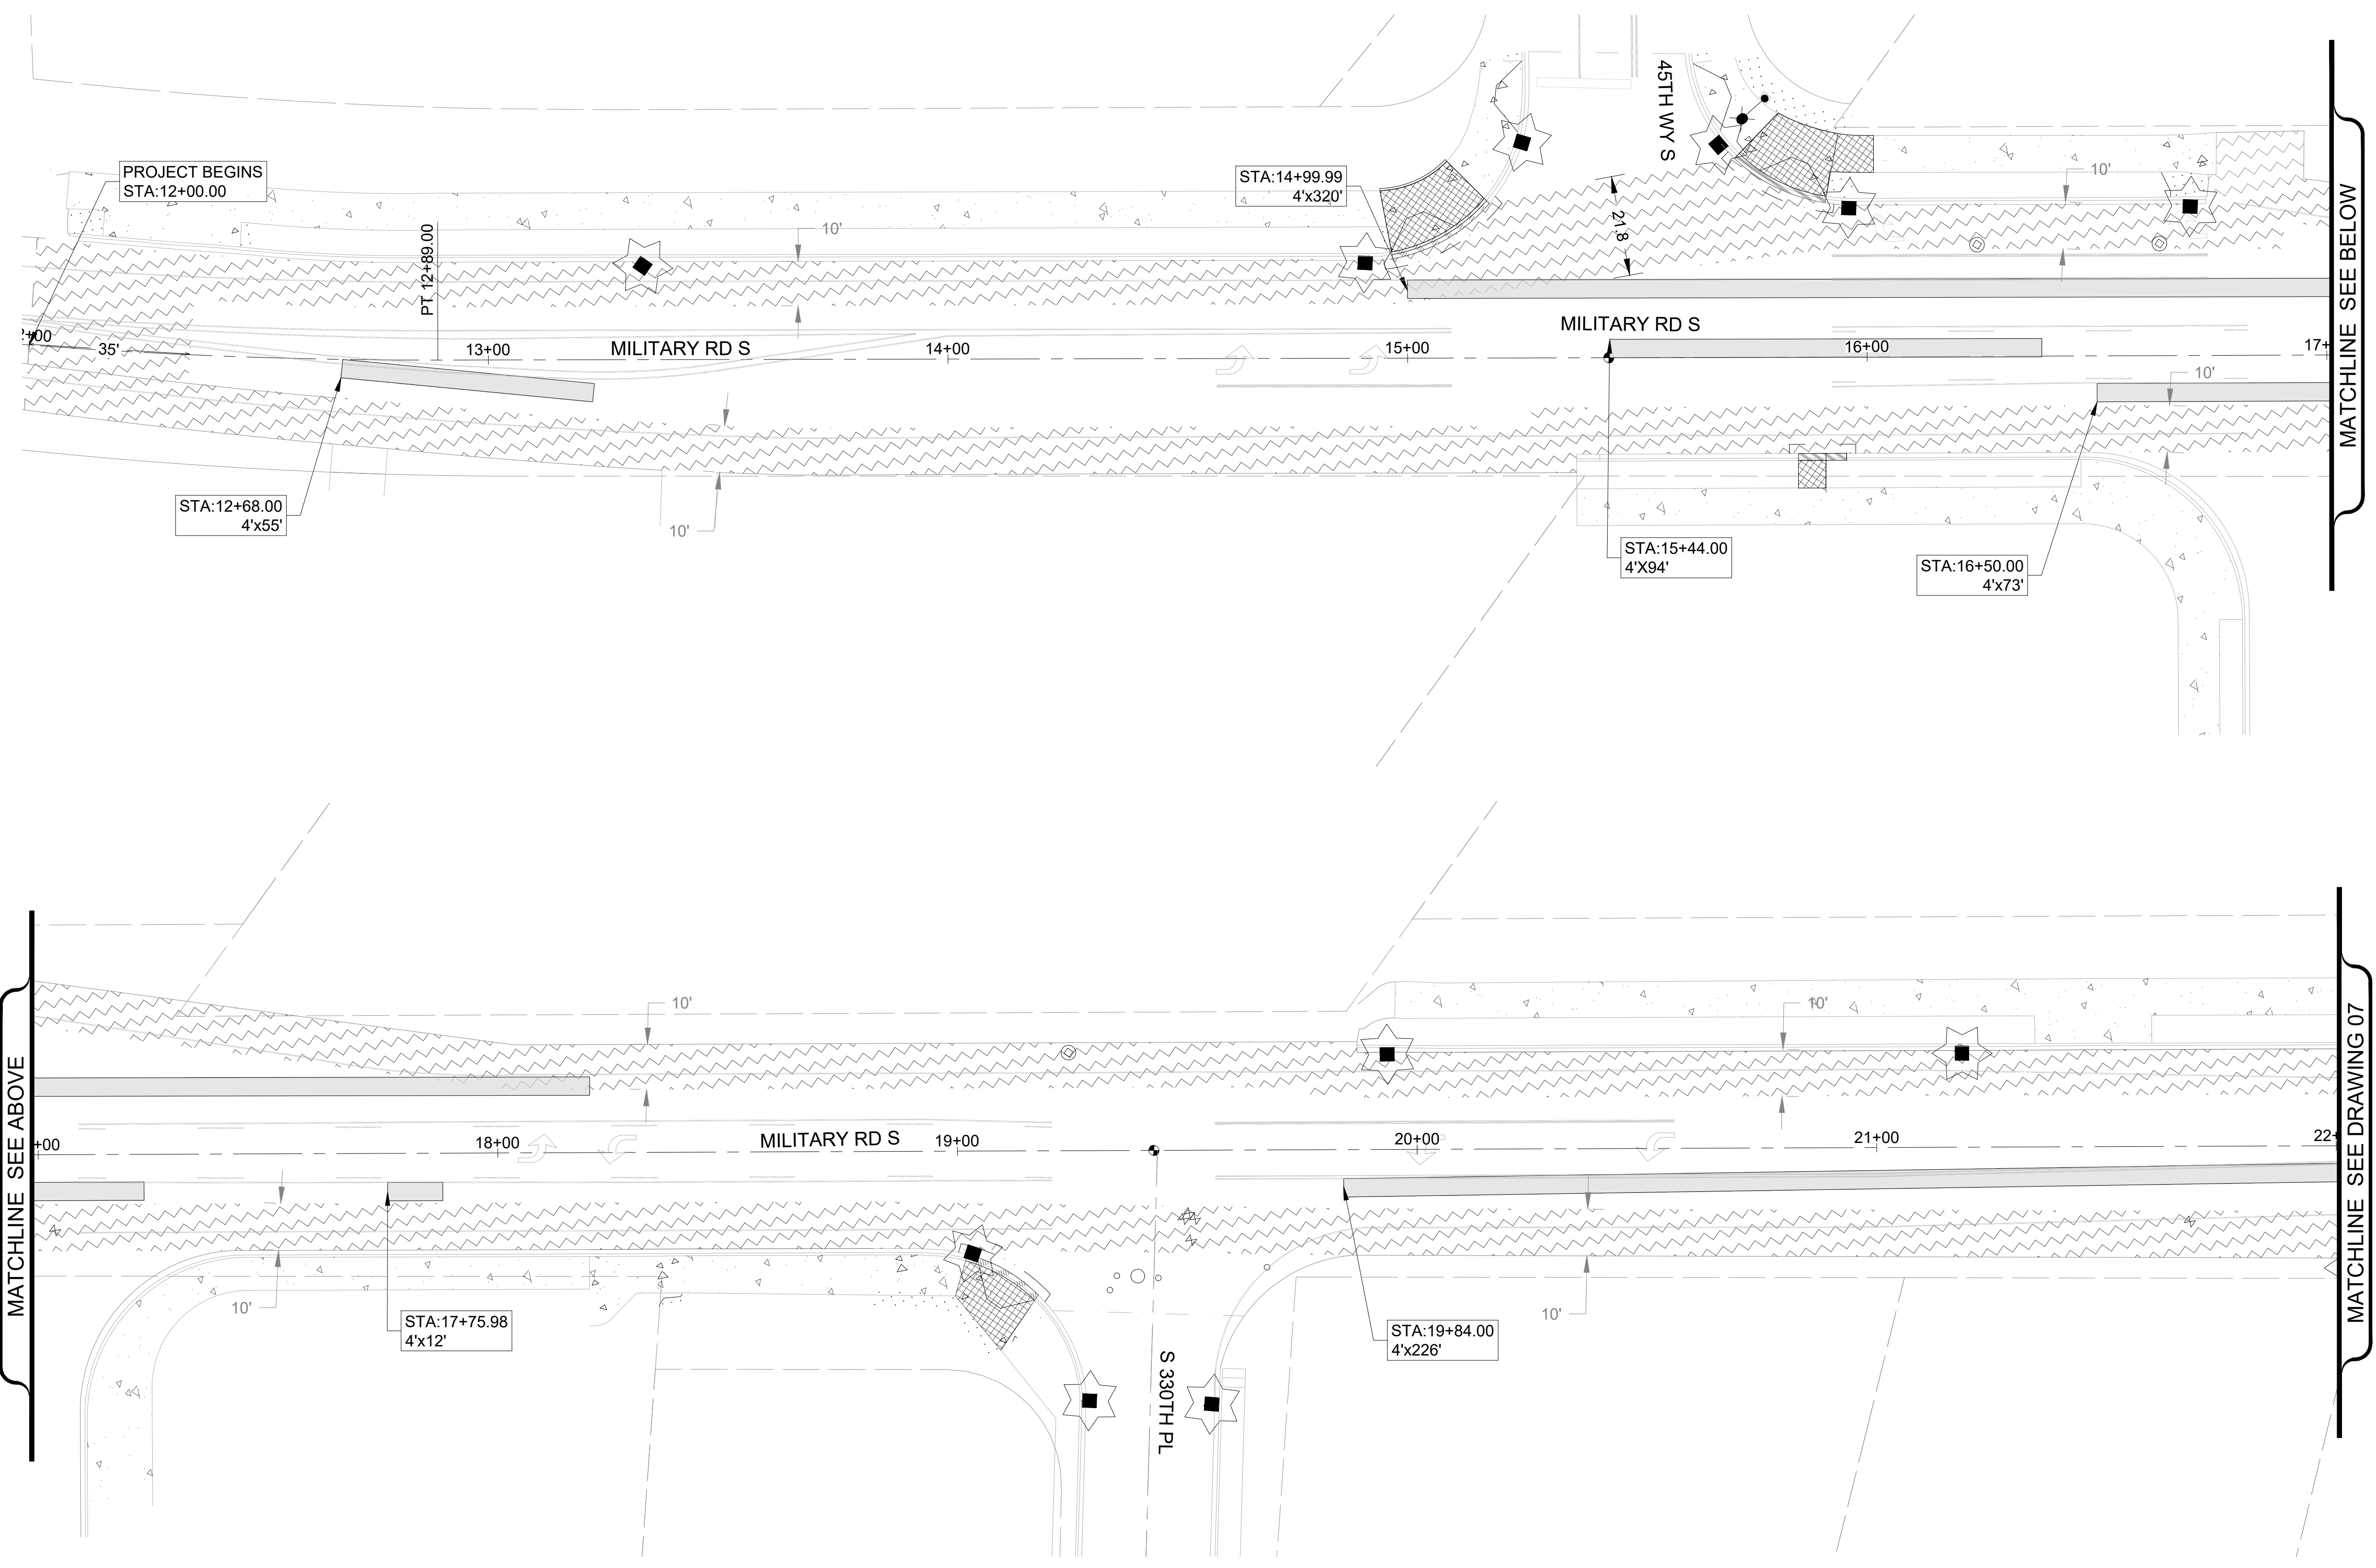 45TH WY S
PROJECT BEGINS
STA:12+00.00
STA:14+99.99
4'x320'
10'
21.8
10'
PT 12+89.00
MATCHLINE SEE BELOW
2+00
35'
13+00
MILITARY RD S
14+00
15+00
MILITARY RD S
16+00
17+
10'
STA:12+68.00
4'x55'
10'
STA:15+44.00
4'X94'
STA:16+50.00
4'x73'
10'
10'
MATCHLINE SEE ABOVE
+00
18+00
MILITARY RD S
19+00
20+00
21+00
22+
MATCHLINE SEE DRAWING 07
10'
STA:17+75.98
4'x12'
S 330TH PL
STA:19+84.00
4'x226'
10'